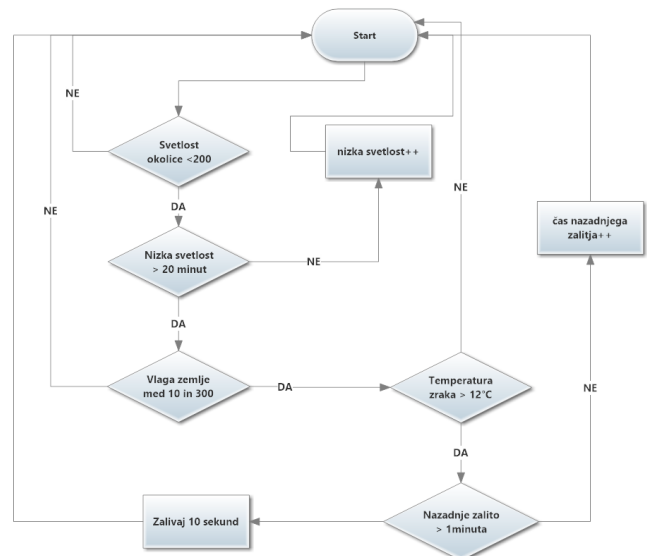 Start
NE
Svetlost
okolice <200
nizka svetlost++
NE
NE
čas nazadnjega
zalitja++
DA
Nizka svetlost
> 20 minut
NE
DA
Vlaga zemlje
med 10 in 300
DA
Temperatura
zraka > 12°C
NE
DA
Zalivaj 10 sekund
Nazadnje zalito
> 1minuta